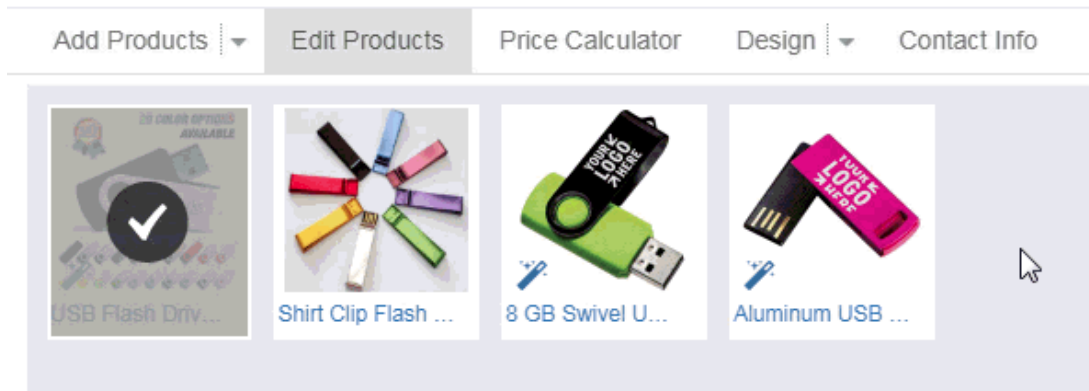 Add Products
Edit Products
Price Calculator
Design
Contact Info
28 COLOR OPTIONS
AVAILABLE
USB Flash Driv...
Shirt Clip Flash ...
YOUR
LOGO
HERE
8 GB Swivel U...
YOUR
LOGO
HERE
Aluminum USB ...